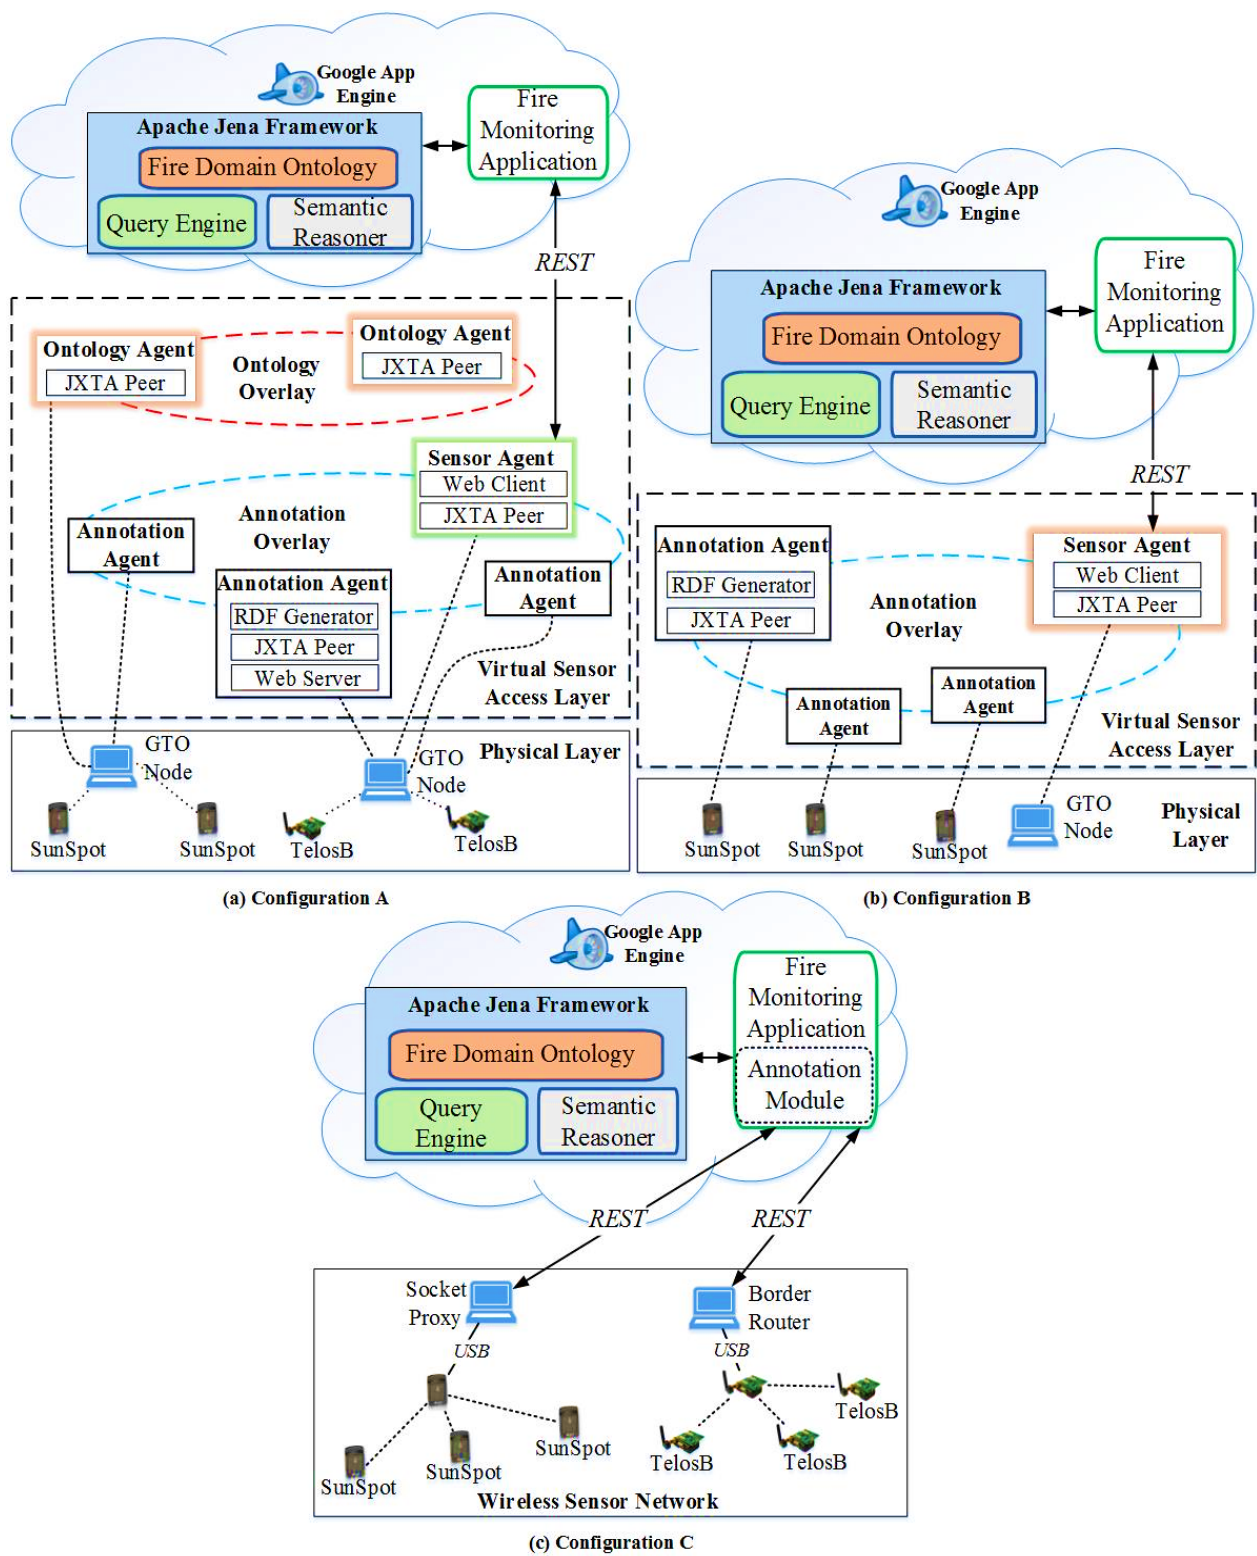 Google App
Engine
Apache Jena Framework
Fire Domain Ontology
Query Engine
Semantic
Reasoner
Fire
Monitoring
Application
REST
Ontology Agent
JXTA Peer
Ontology
Overlay
Ontology Agent
JXTA Peer
Sensor Agent
Web Client
JXTA Peer
Annotation
Agent
Annotation
Overlay
Annotation Agent
RDF Generator
JXTA Peer
Web Server
Annotation
Agent
Virtual Sensor
Access Layer
GTO
Node
GTO
Node
Physical Layer
SunSpot
SunSpot
TelosB
TelosB
(a) Configuration A
Google App
Engine
Apache Jena Framework
Fire Domain Ontology
Query Engine
Semantic
Reasoner
Fire
Monitoring
Application
REST
Annotation Agent
RDF Generator
JXTA Peer
Annotation
Overlay
Sensor Agent
Web Client
JXTA Peer
Annotation
Agent
Annotation
Agent
Virtual Sensor
Access Layer
SunSpot
SunSpot
SunSpot
GTO
Node
Physical
Layer
(b) Configuration B
Google App
Engine
Apache Jena Framework
Fire Domain Ontology
Query
Engine
Semantic
Reasoner
Fire
Monitoring
Application
Annotation
Module
REST
REST
Socket
Proxy
USB
Border
Router
USB
SunSpot
SunSpot
SunSpot
TelosB
TelosB
TelosB
Wireless Sensor Network
(c) Configuration C